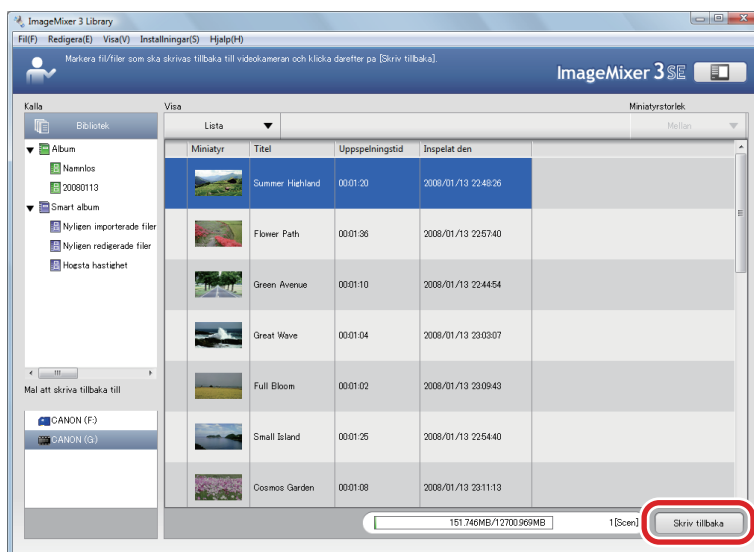 ImageMixer 3 Library
Fil(F) Redigera(E) Visa(V) Installningar(S) Hjalp(H)
Markera fil/filer som ska skrivas tillbaka till videokameran och klicka darefter pa [Skriv tillbaka].
ImageMixer 3 SE
Kalla
Visa
Miniatyrstorlek
Bibliotek
Lista
Mellan
Album
Namnlos
20080113
Smart album
Nyligen importerade filer
Nyligen redigerade filer
Hogsta hastighet
Miniatyr Titel Uppspelningstid Inspelat den
Summer Highland 00:01:20 2008/01/13 22:48:26
Flower Path 00:01:36 2008/01/13 22:57:40
Green Avenue 00:01:10 2008/01/13 22:44:54
Great Wave 00:01:04 2008/01/13 23:03:07
Full Bloom 00:01:02 2008/01/13 23:09:43
Small Island 00:01:25 2008/01/13 22:54:40
Cosmos Garden 00:01:08 2008/01/13 23:11:13
Mal att skriva tillbaka till
CANON (F:)
CANON (G:)
151.746MB/12700.969MB
1 [Scen]
Skriv tillbaka